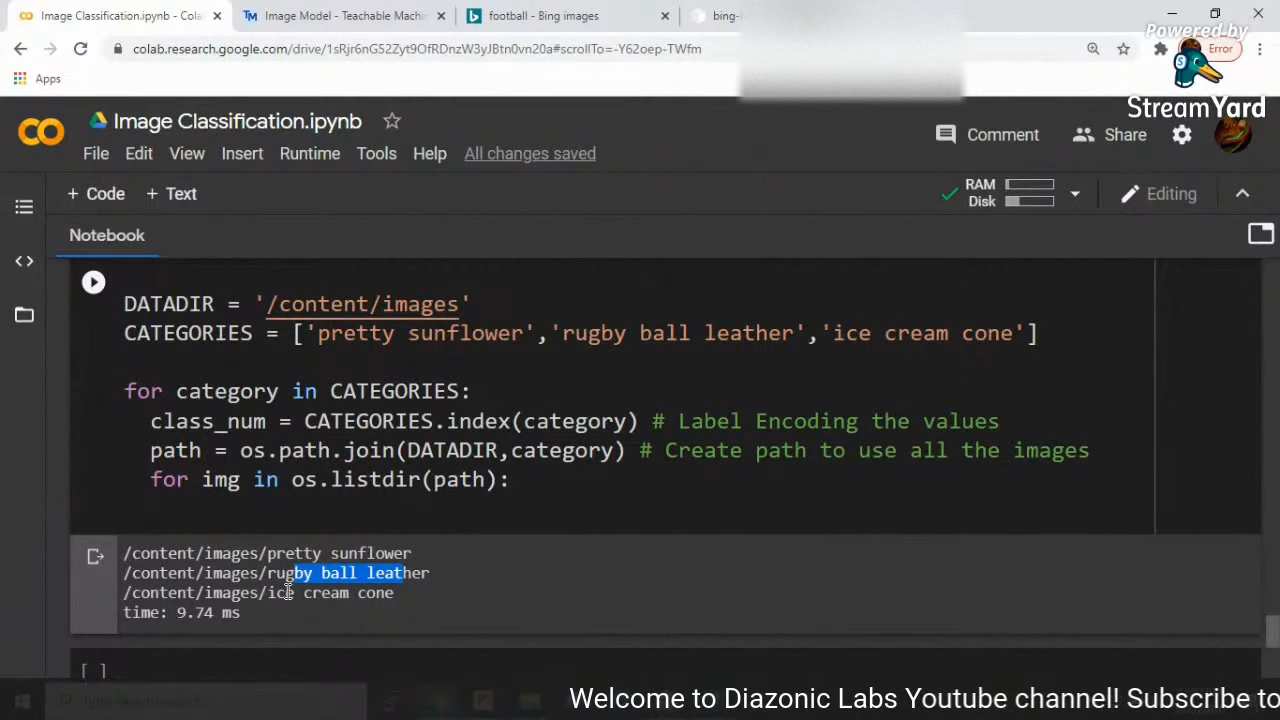 Image Classification.ipynb - Cola
Image Model - Teachable Machin
football - Bing images
bing-
Powered by
colab.research.google.com/drive/1sRjr6nG52Zyt9OfRDnzW3yJBtn0vn20a#scrollTo=-Y62oep-TWfm
Error
Apps
StreamYard
CO
Image Classification.ipynb
Comment
Share
File Edit View Insert Runtime Tools Help All changes saved
+ Code + Text
RAM
Disk
Editing
Notebook
DATADIR = '/content/images'
CATEGORIES = ['pretty sunflower','rugby ball leather','ice cream cone']
for category in CATEGORIES:
class_num = CATEGORIES.index(category) # Label Encoding the values
path = os.path.join(DATADIR,category) # Create path to use all the images
for img in os.listdir(path):
/content/images/pretty sunflower
/content/images/rugby ball leather
/content/images/ice cream cone
time: 9.74 ms
[ ]
Type here to search
Welcome to Diazonic Labs Youtube channel! Subscribe to